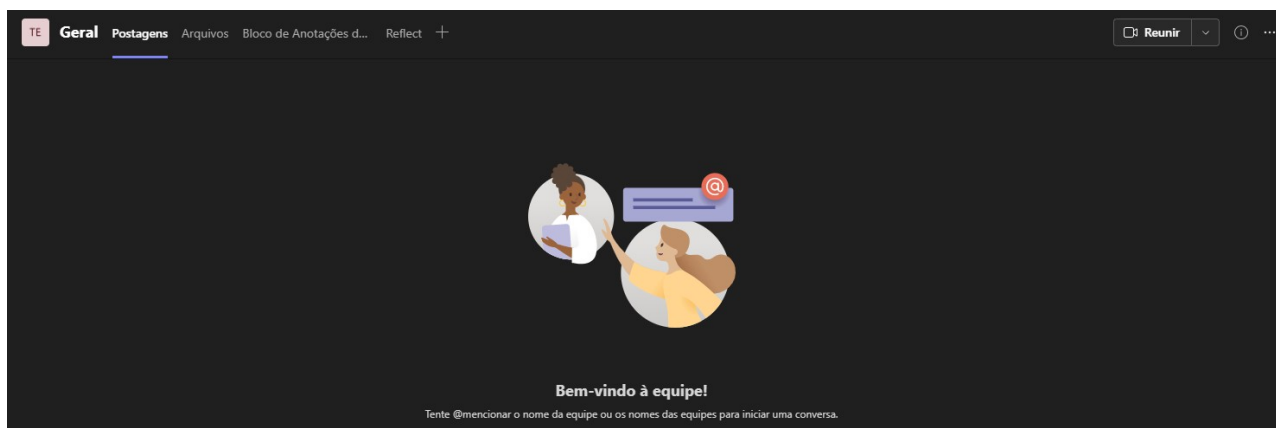 TE Geral Postagens Arquivos Bloco de Anotações d... Reflect Reunir
@
Bem-vindo à equipe!
Tente @mencionar o nome da equipe ou os nomes das equipes para iniciar uma conversa.